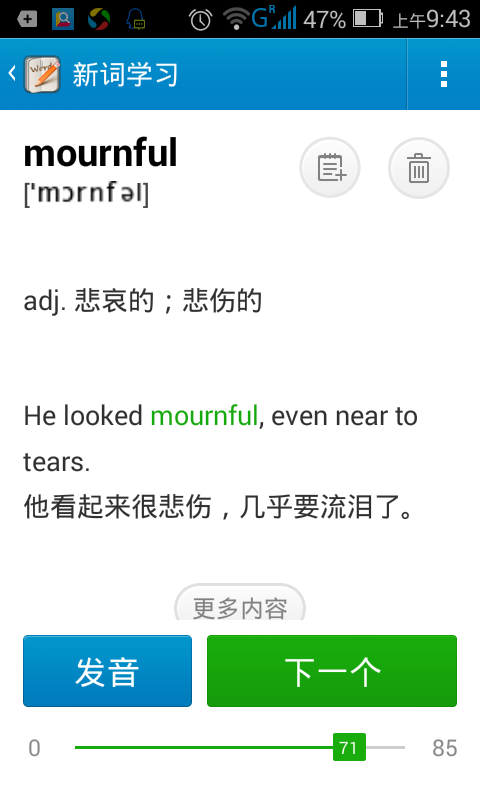 G R 47% 上午9:43
Words 新词学习
mournful
['mɔrnfəl]
adj. 悲哀的；悲伤的
He looked mournful, even near to
tears.
他看起来很悲伤，几乎要流泪了。
更多内容
发音 下一个
0 71 85